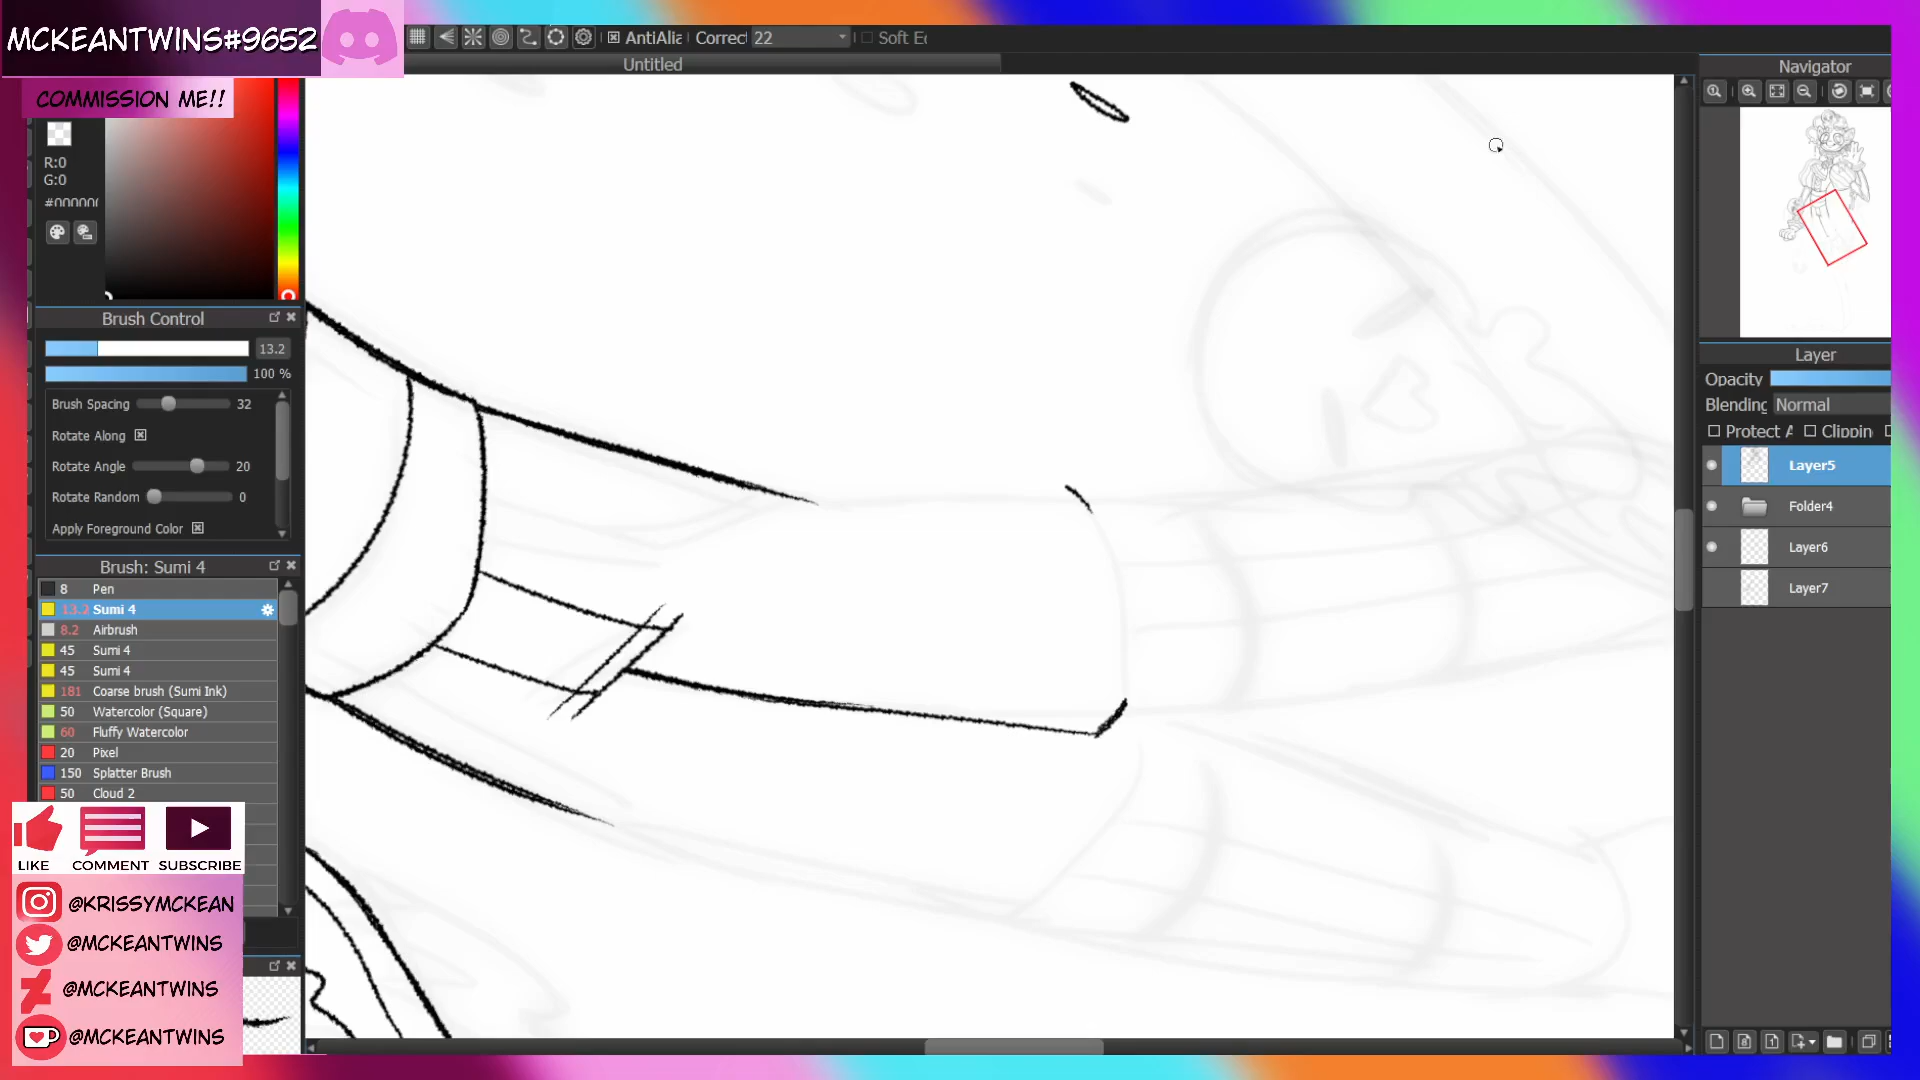 MCKEANTWINS#9652
AntiAlia
Correct
22
Soft Ec
Untitled
Navigator
COMMISSION ME!!
R:0
G:0
#000000
Brush Control
13.2
100 %
Brush Spacing 32
Rotate Along
Rotate Angle 20
Rotate Random 0
Apply Foreground Color
Brush: Sumi 4
8 Pen
13.2 Sumi 4
8.2 Airbrush
45 Sumi 4
45 Sumi 4
181 Coarse brush (Sumi Ink)
50 Watercolor (Square)
60 Fluffy Watercolor
20 Pixel
150 Splatter Brush
50 Cloud 2
LIKE COMMENT SUBSCRIBE
@KRISSYMCKEAN
@MCKEANTWINS
@MCKEANTWINS
@MCKEANTWINS
Layer
Opacity
Blending Normal
Protect A
Clipping
Layer5
Folder4
Layer6
Layer7